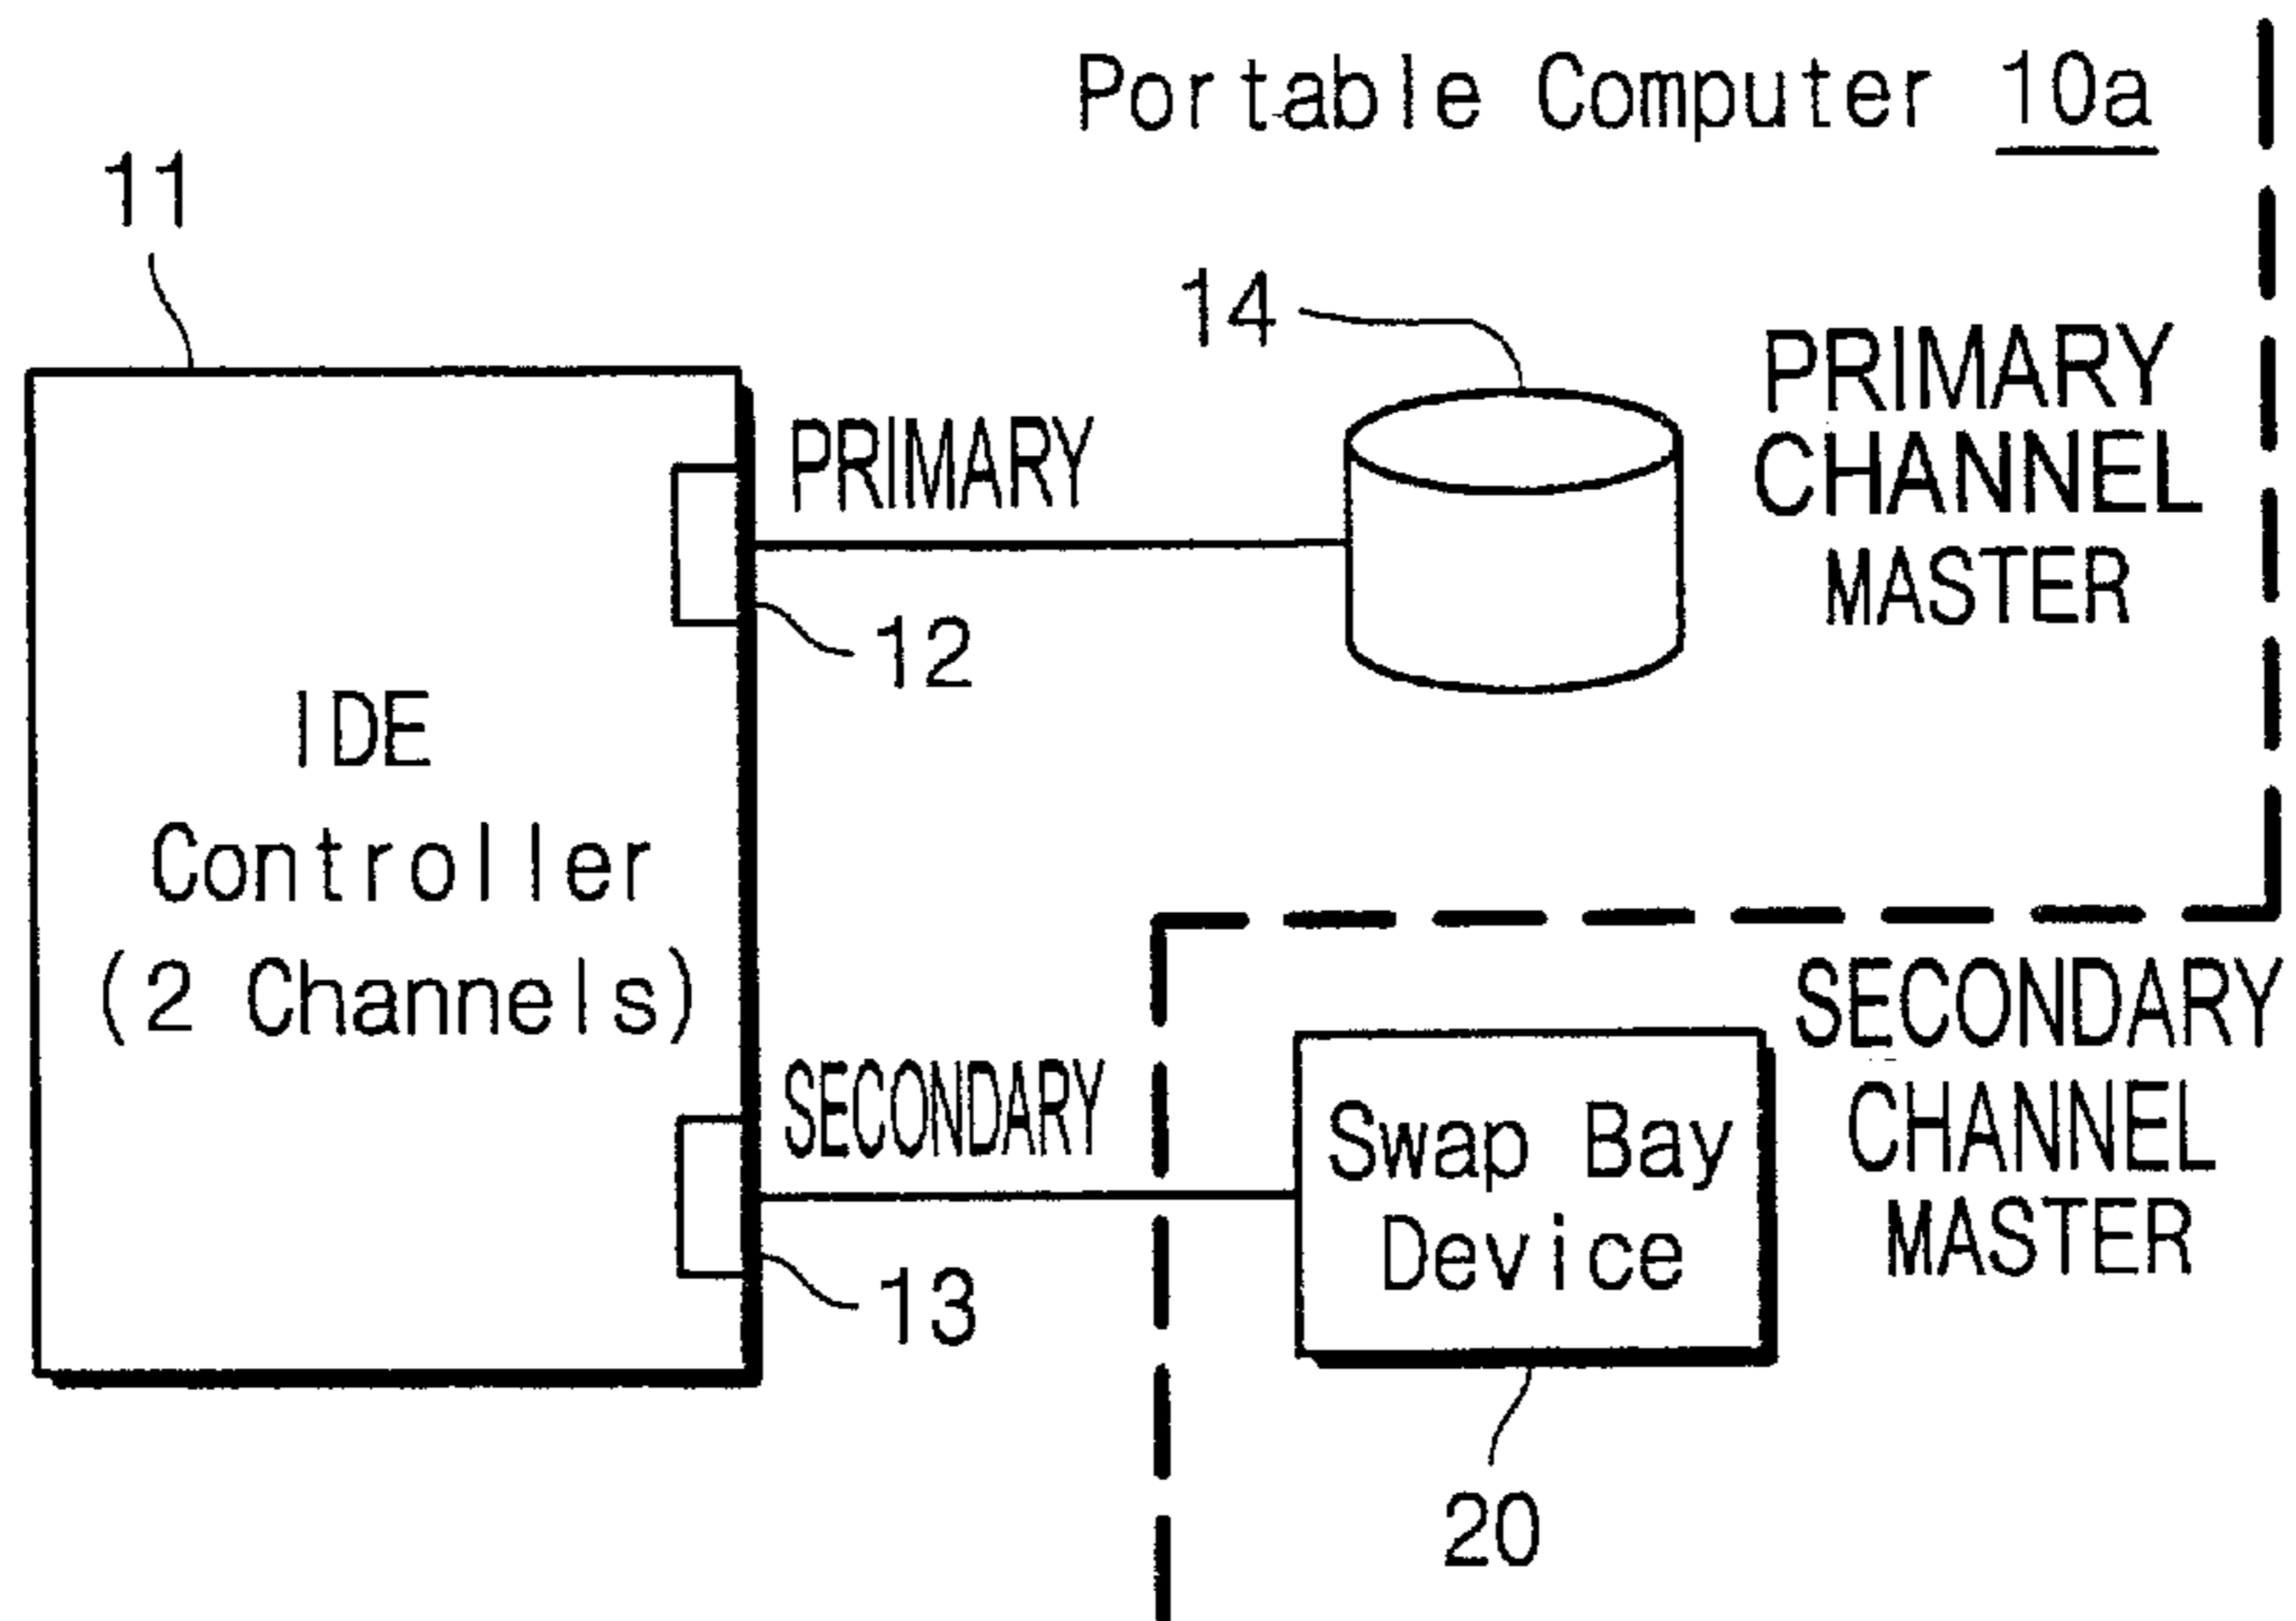 Portable Computer 10a
11
14
PRIMARY
CHANNEL
MASTER
PRIMARY
12
IDE
Controller
(2 Channels)
SECONDARY
CHANNEL
MASTER
SECONDARY
Swap Bay
Device
13
20